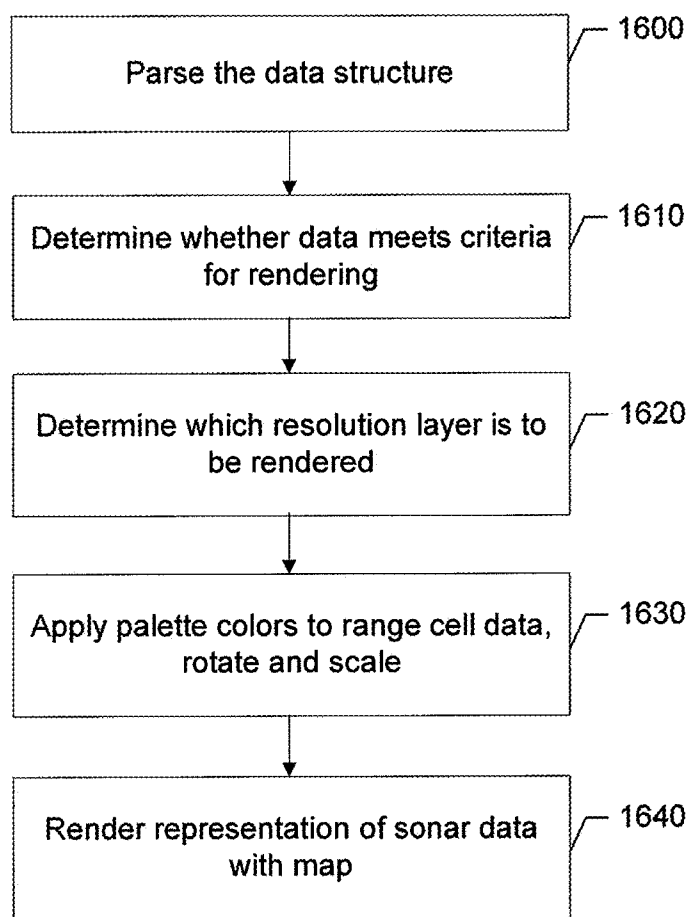 1600
Parse the data structure
1610
Determine whether data meets criteria
for rendering
1620
Determine which resolution layer is to
be rendered
1630
Apply palette colors to range cell data,
rotate and scale
1640
Render representation of sonar data
with map